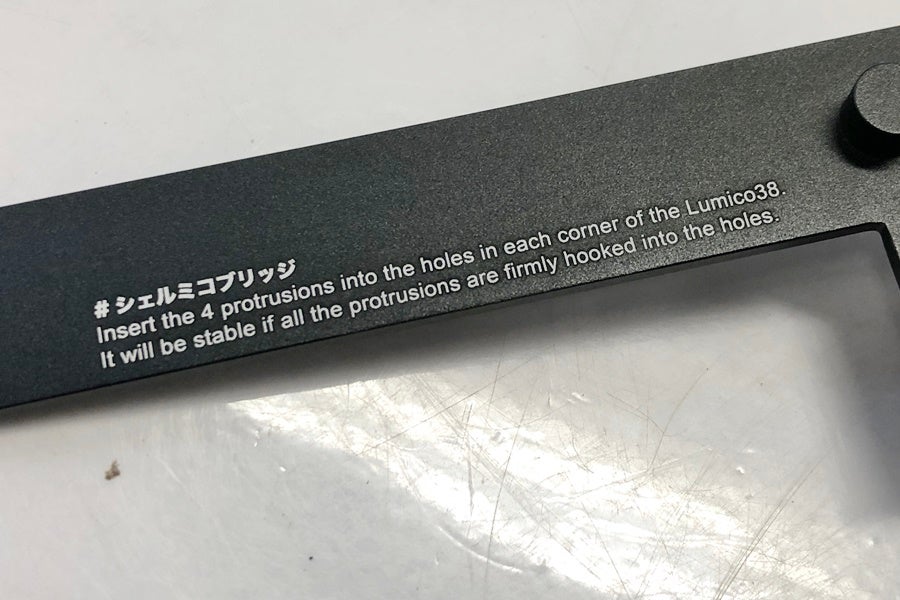 #シェルミコブリッジ
Insert the 4 protrusions into the holes in each corner of the Lumico38.
It will be stable if all the protrusions are firmly hooked into the holes.